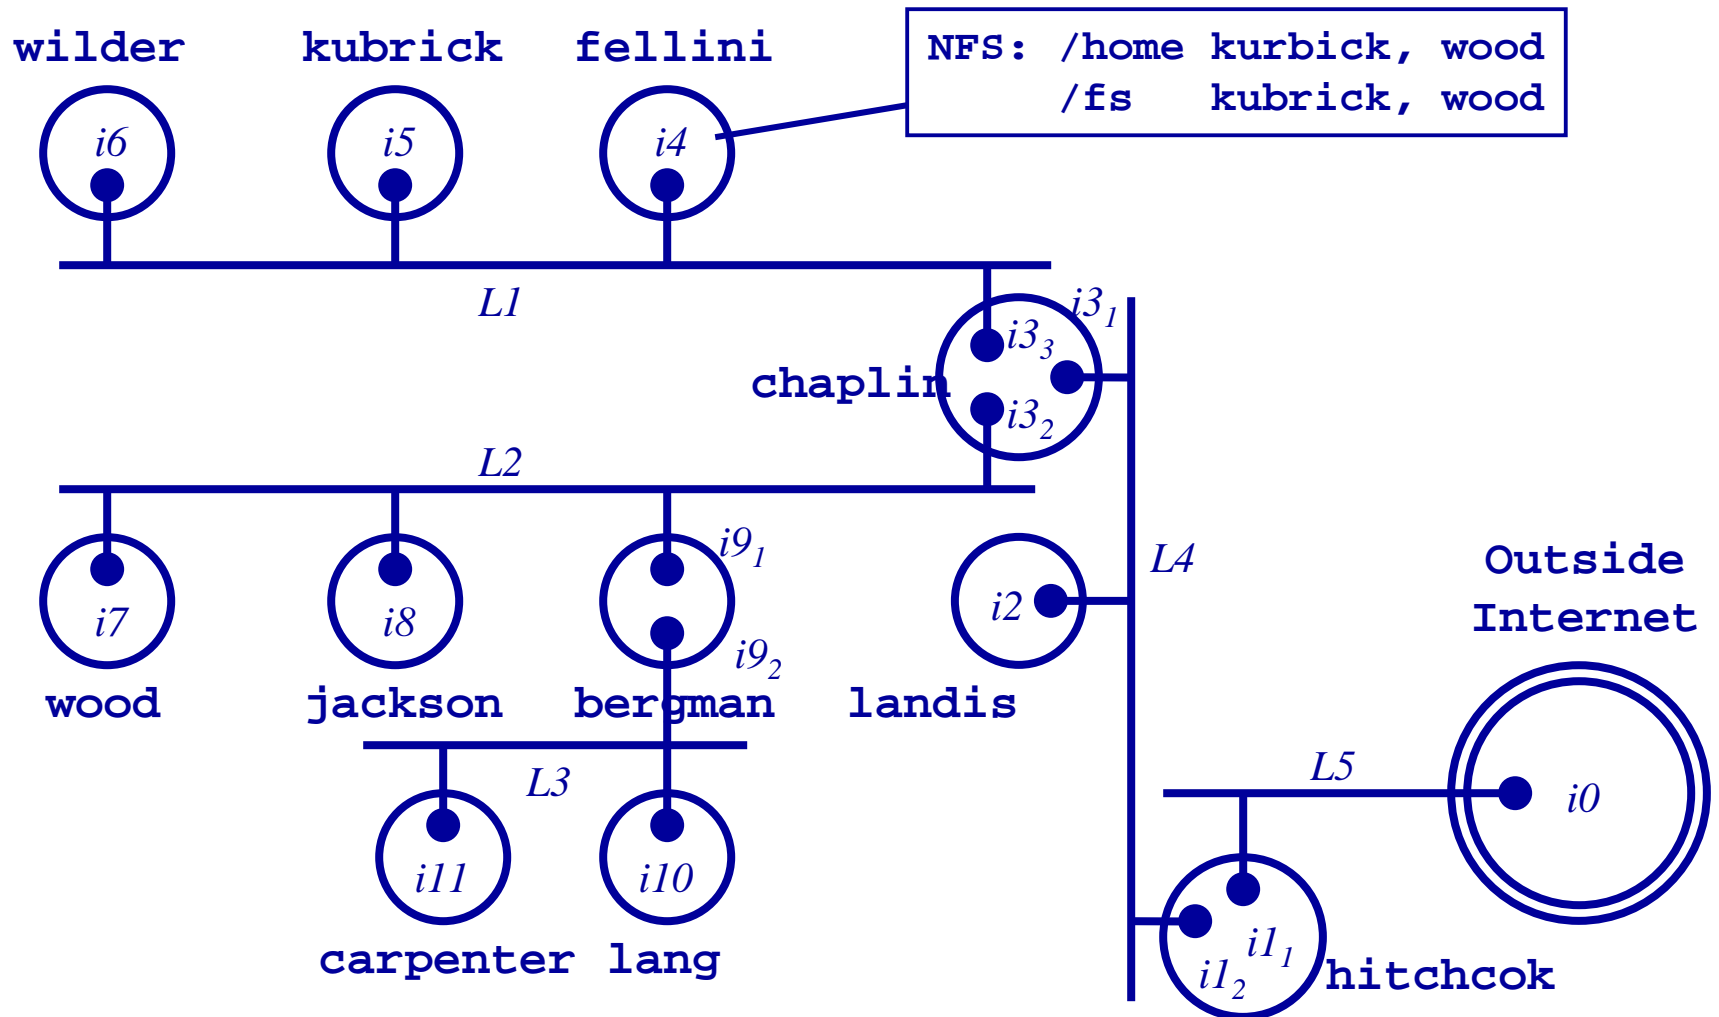 wilder kubrick fellini
NFS: /home kurbick, wood
/fs kubrick, wood
i6 i5 i4
L1
i3₁
i3₃
chaplin
i3₂
L2
i9₁
L4
Outside
Internet
i7 i8 i2
i9₂
wood jackson bergman landis
L3
L5
i0
i11 i10
i1₁
i1₂
carpenter lang
hitchcok